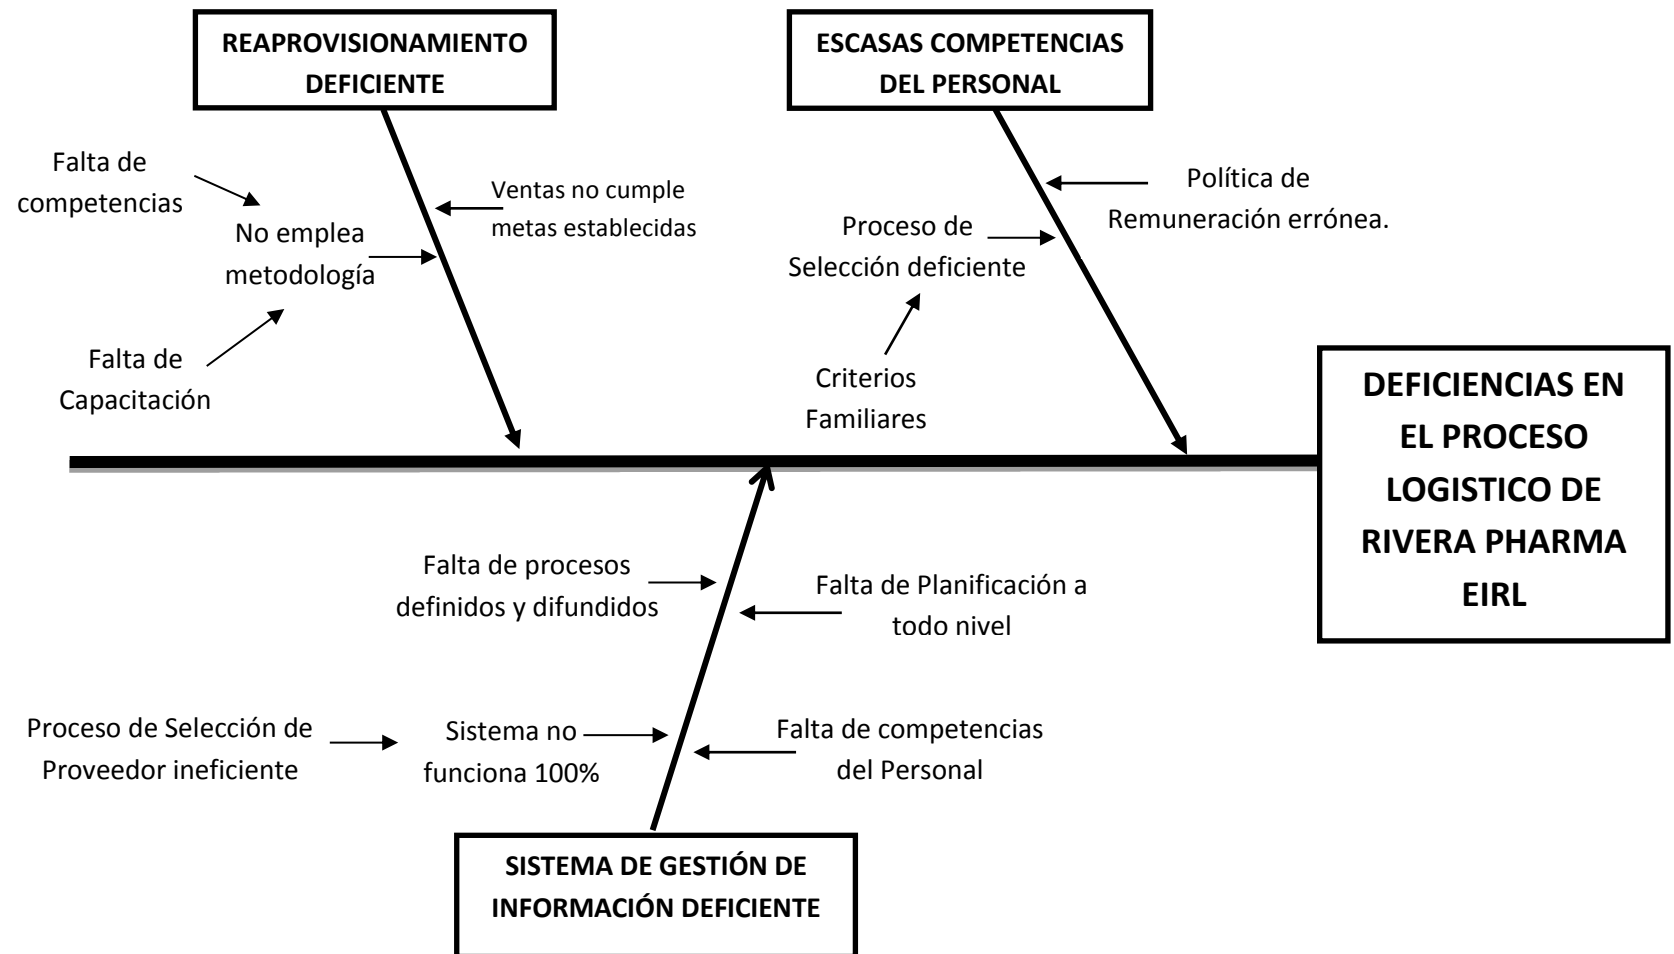 REAPROVISIONAMIENTO
DEFICIENTE
ESCASAS COMPETENCIAS
DEL PERSONAL
Falta de
competencias
No emplea
metodología
Ventas no cumple
metas establecidas
Falta de
Capacitación
Política de
Remuneración errónea.
Proceso de
Selección deficiente
Criterios
Familiares
DEFICIENCIAS EN
EL PROCESO
LOGISTICO DE
RIVERA PHARMA
EIRL
Falta de procesos
definidos y difundidos
Falta de Planificación a
todo nivel
Proceso de Selección de
Proveedor ineficiente
Sistema no
funciona 100%
Falta de competencias
del Personal
SISTEMA DE GESTIÓN DE
INFORMACIÓN DEFICIENTE